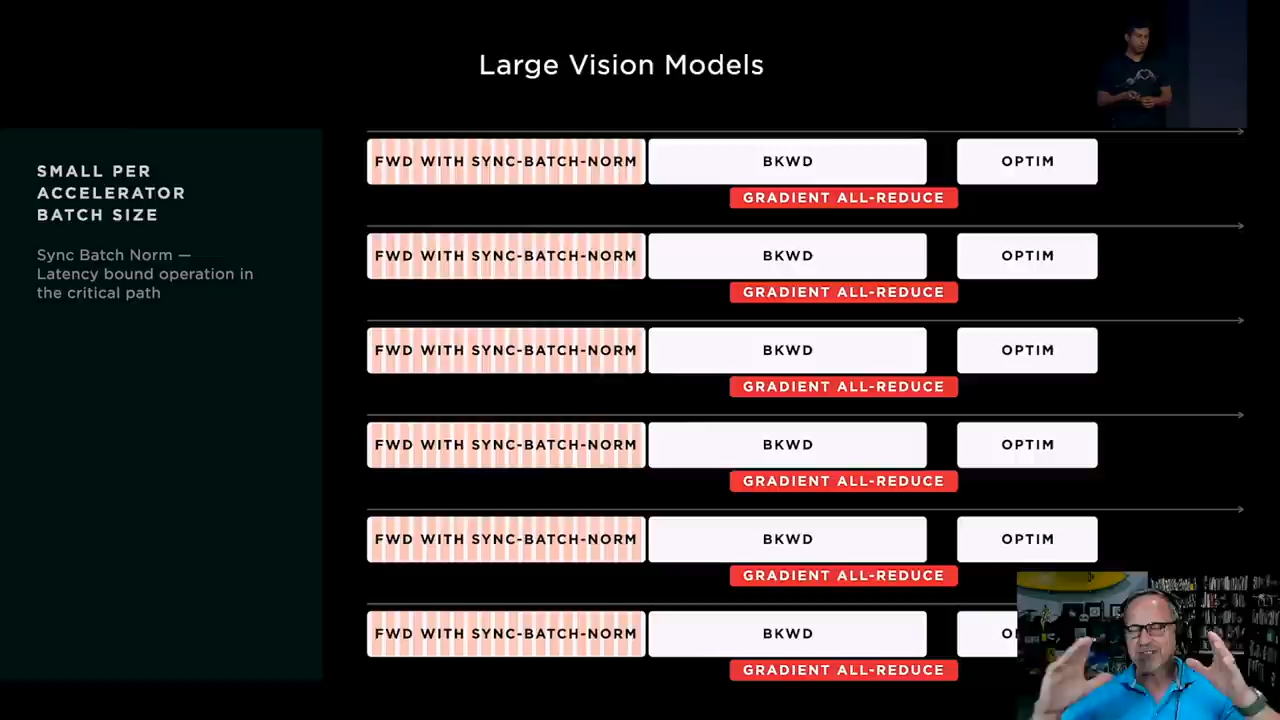 Large Vision Models
SMALL PER
ACCELERATOR
BATCH SIZE
Sync Batch Norm —
Latency bound operation in
the critical path
FWD WITH SYNC-BATCH-NORM BKWD OPTIM
GRADIENT ALL-REDUCE
FWD WITH SYNC-BATCH-NORM BKWD OPTIM
GRADIENT ALL-REDUCE
FWD WITH SYNC-BATCH-NORM BKWD OPTIM
GRADIENT ALL-REDUCE
FWD WITH SYNC-BATCH-NORM BKWD OPTIM
GRADIENT ALL-REDUCE
FWD WITH SYNC-BATCH-NORM BKWD OPTIM
GRADIENT ALL-REDUCE
FWD WITH SYNC-BATCH-NORM BKWD
GRADIENT ALL-REDUCE